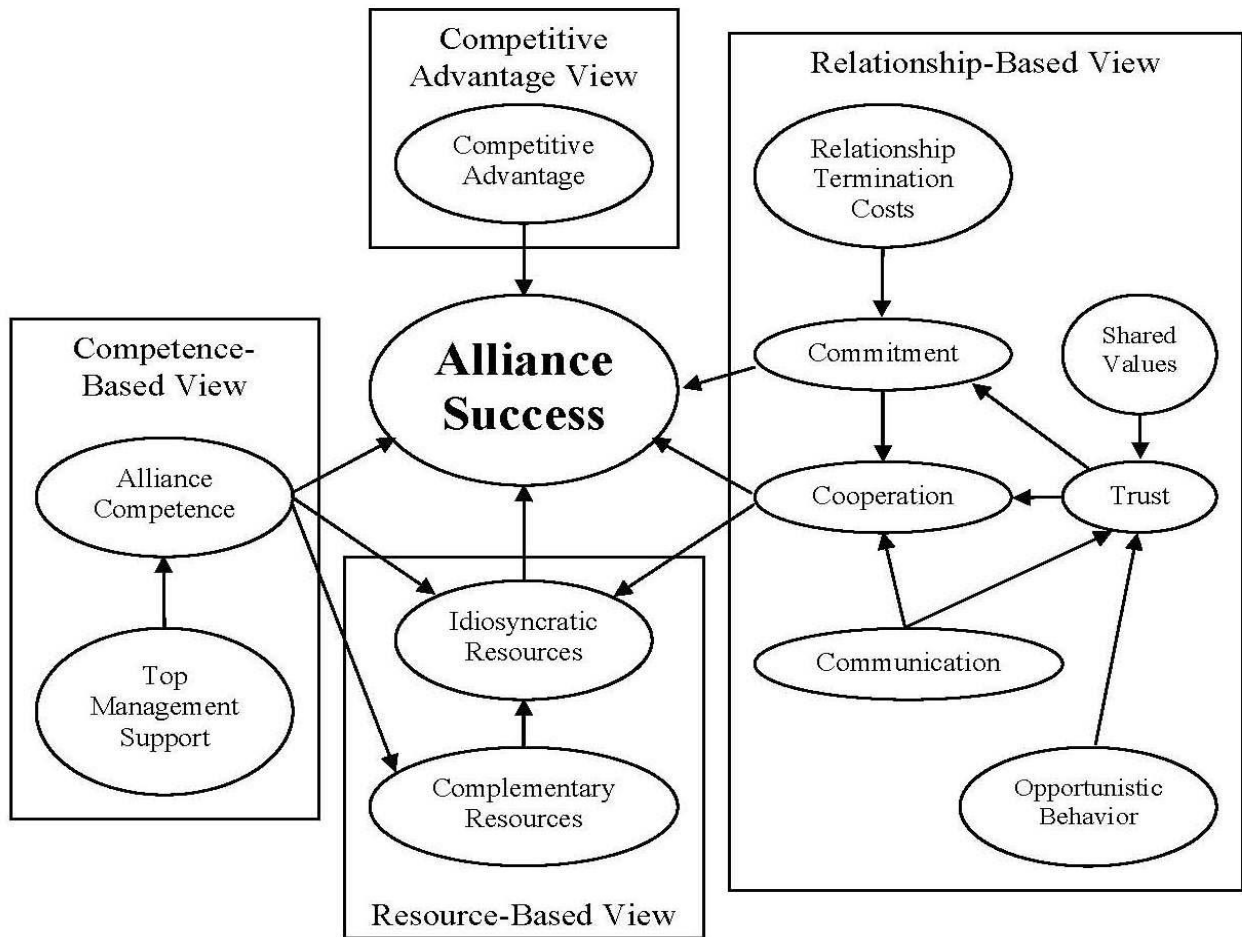 Competitive
Advantage View
Competitive
Advantage
Relationship-Based View
Relationship
Termination
Costs
Competence-
Based View
Alliance
Success
Commitment
Shared
Values
Alliance
Competence
Cooperation
Trust
Idiosyncratic
Resources
Communication
Top
Management
Support
Complementary
Resources
Opportunistic
Behavior
Resource-Based View